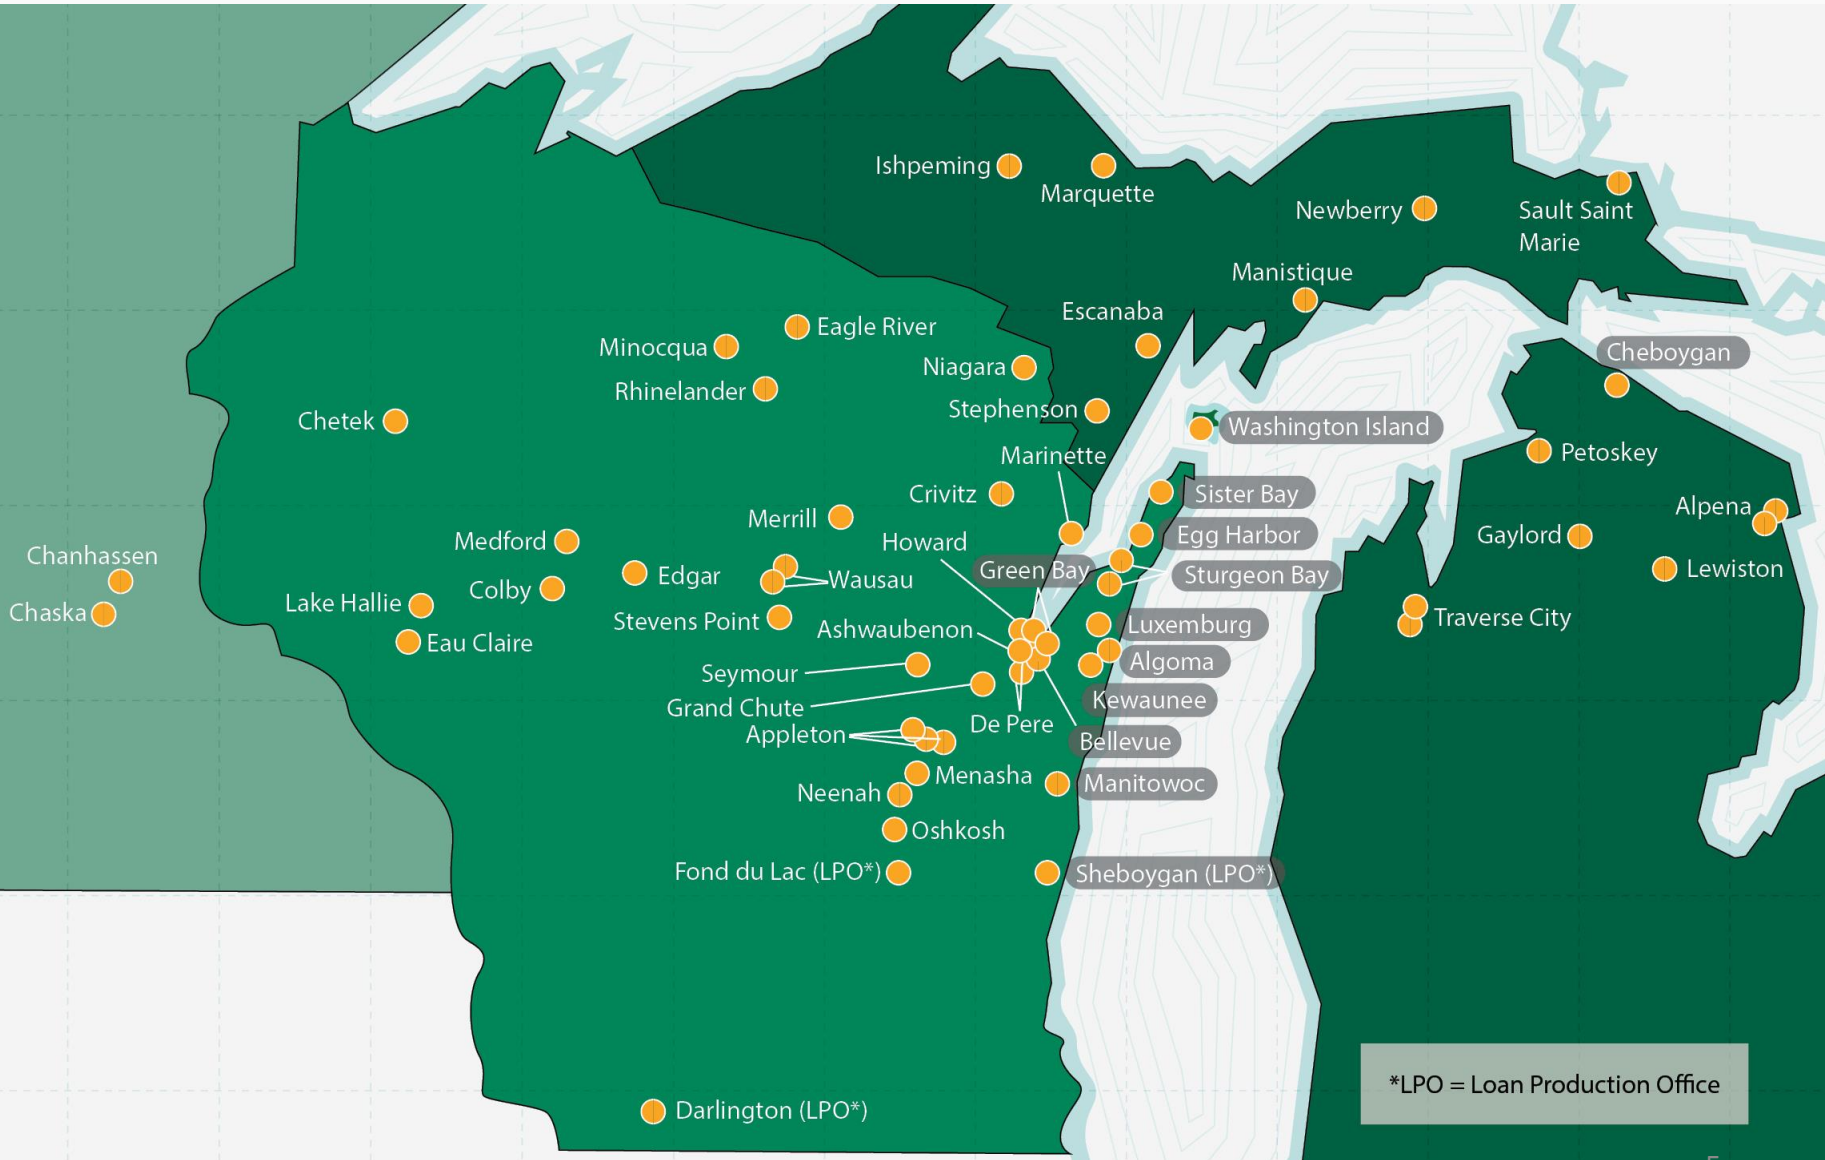 Ishpeming
Marquette
Newberry
Sault Saint
Marie
Manistique
Escanaba
Eagle River
Minocqua
Niagara
Cheboygan
Rhinelander
Stephenson
Chetek
Washington Island
Marinette
Petoskey
Crivitz
Sister Bay
Alpena
Merrill
Egg Harbor
Gaylord
Medford
Howard
Chanhassen
Green Bay
Sturgeon Bay
Lewiston
Edgar
Wausau
Colby
Lake Hallie
Chaska
Stevens Point
Ashwaubenon
Luxemburg
Traverse City
Eau Claire
Algoma
Seymour
Kewaunee
Grand Chute
De Pere
Appleton
Bellevue
Menasha
Manitowoc
Neenah
Oshkosh
Fond du Lac (LPO*)
Sheboygan (LPO*)
*LPO = Loan Production Office
Darlington (LPO*)